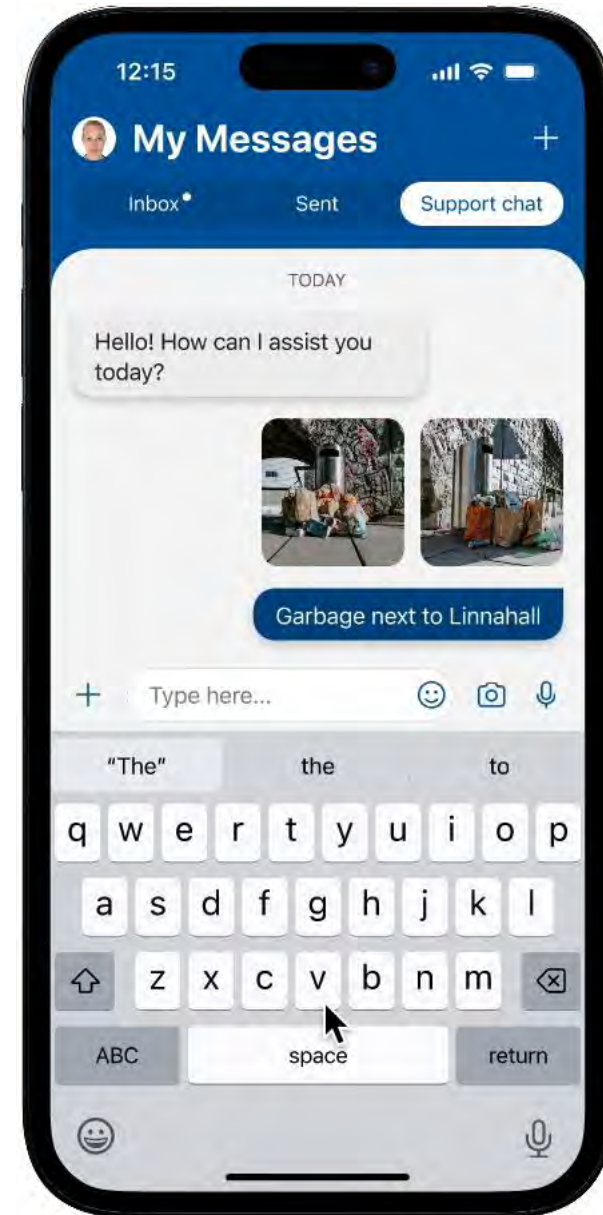 12:15
My Messages
Inbox
Sent
Support chat
TODAY
Hello! How can I assist you
today?
Garbage next to Linnahall
Type here...
"The" the to
q w e r t y u i o p
a s d f g h j k l
z x c v b n m
ABC space return